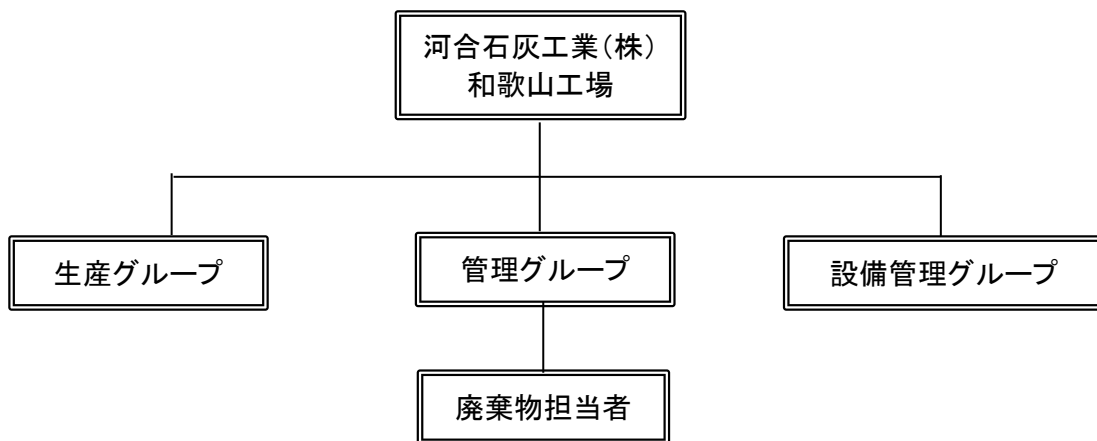 河合石灰工業(株)
和歌山工場
生産グループ
管理グループ
設備管理グループ
廃棄物担当者